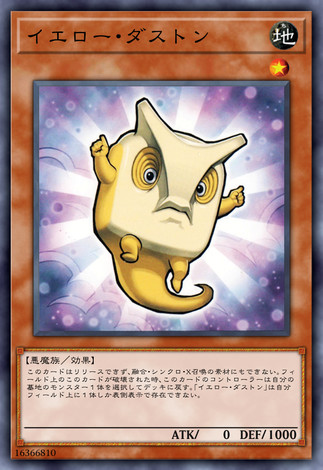 イエロー・ダストン
地
【悪魔族／効果】
このカードはリリースできず、融合・シンクロ・X召喚の素材にもできない。フィ
ールド上のこのカードが破壊された時、このカードのコントローラーは自分の
墓地のモンスター1体を選択してデッキに戻す。「イエロー・ダストン」は自分
フィールド上に1体しか表側表示で存在できない。
ATK/ 0 DEF/1000
16366810